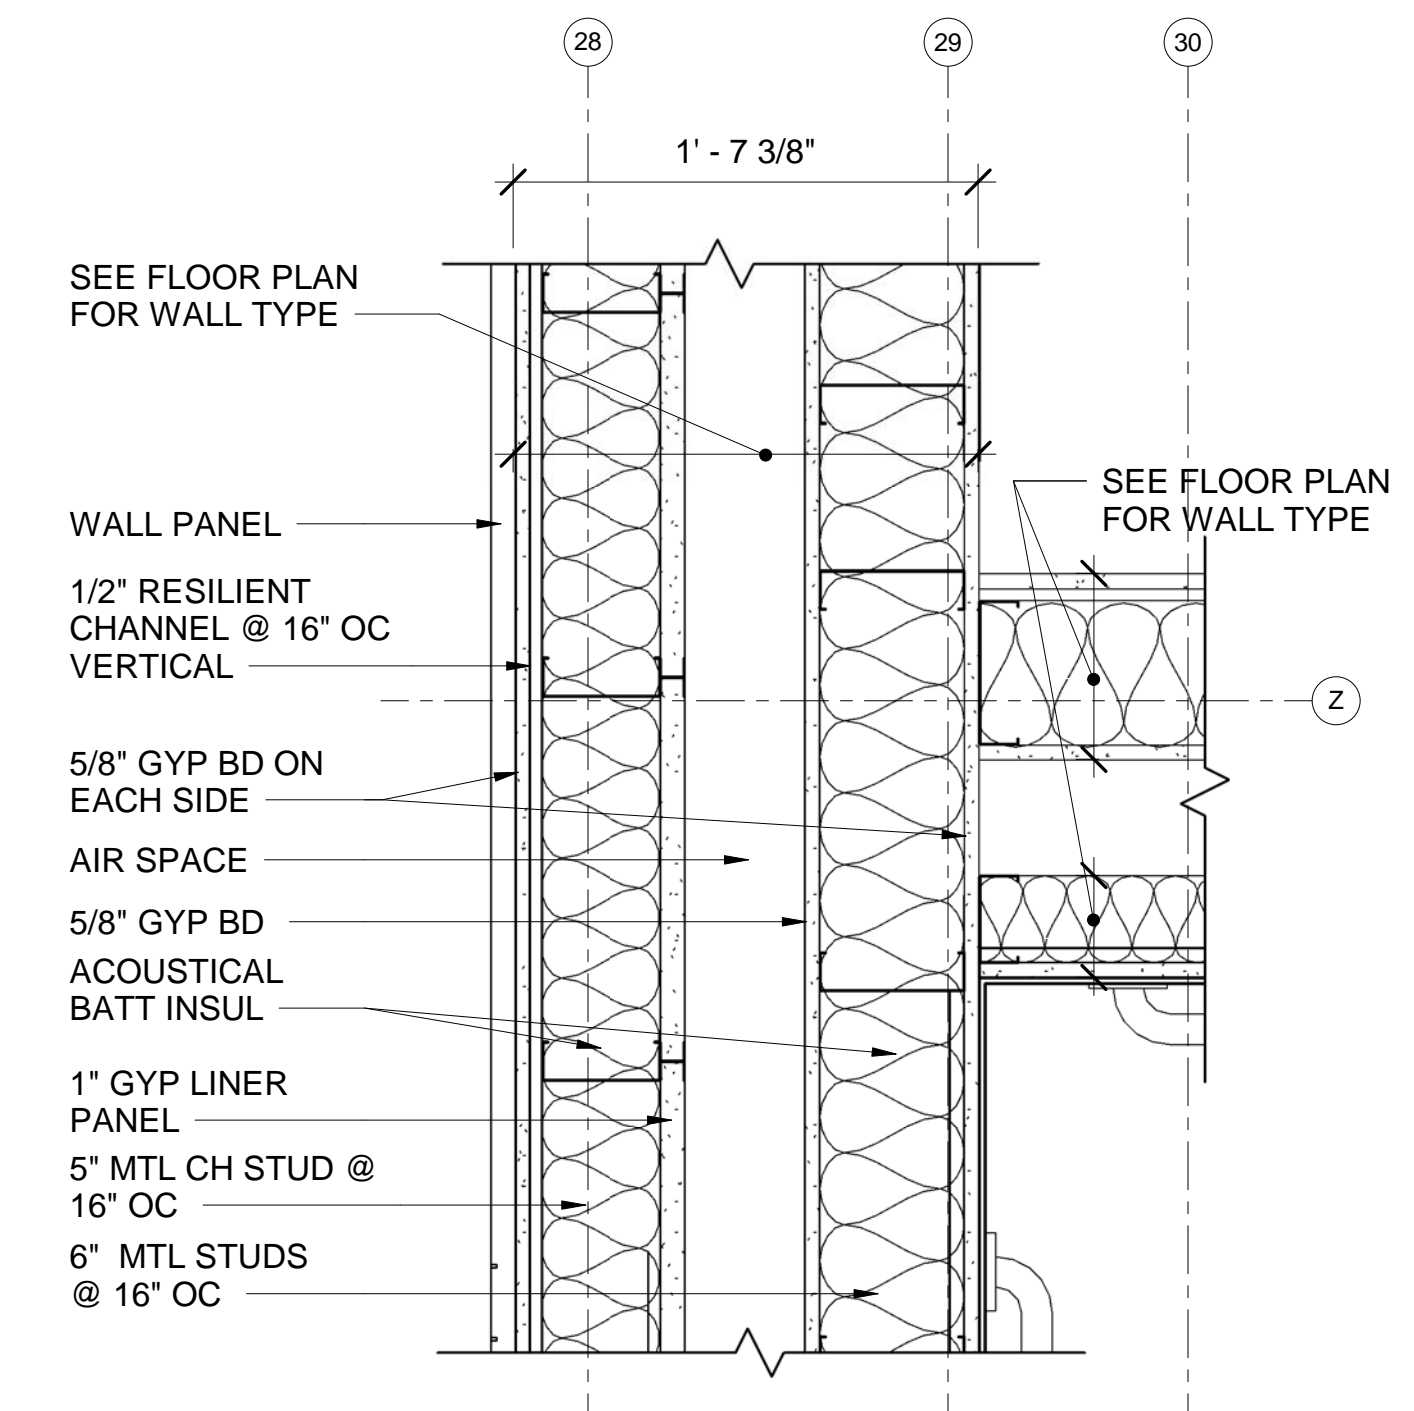 28
29
30
1' - 7 3/8"
SEE FLOOR PLAN
FOR WALL TYPE
SEE FLOOR PLAN
FOR WALL TYPE
WALL PANEL
1/2" RESILIENT
CHANNEL @ 16" OC
VERTICAL
Z
5/8" GYP BD ON
EACH SIDE
AIR SPACE
5/8" GYP BD
ACOUSTICAL
BATT INSUL
1" GYP LINER
PANEL
5" MTL CH STUD @
16" OC
6" MTL STUDS
@ 16" OC